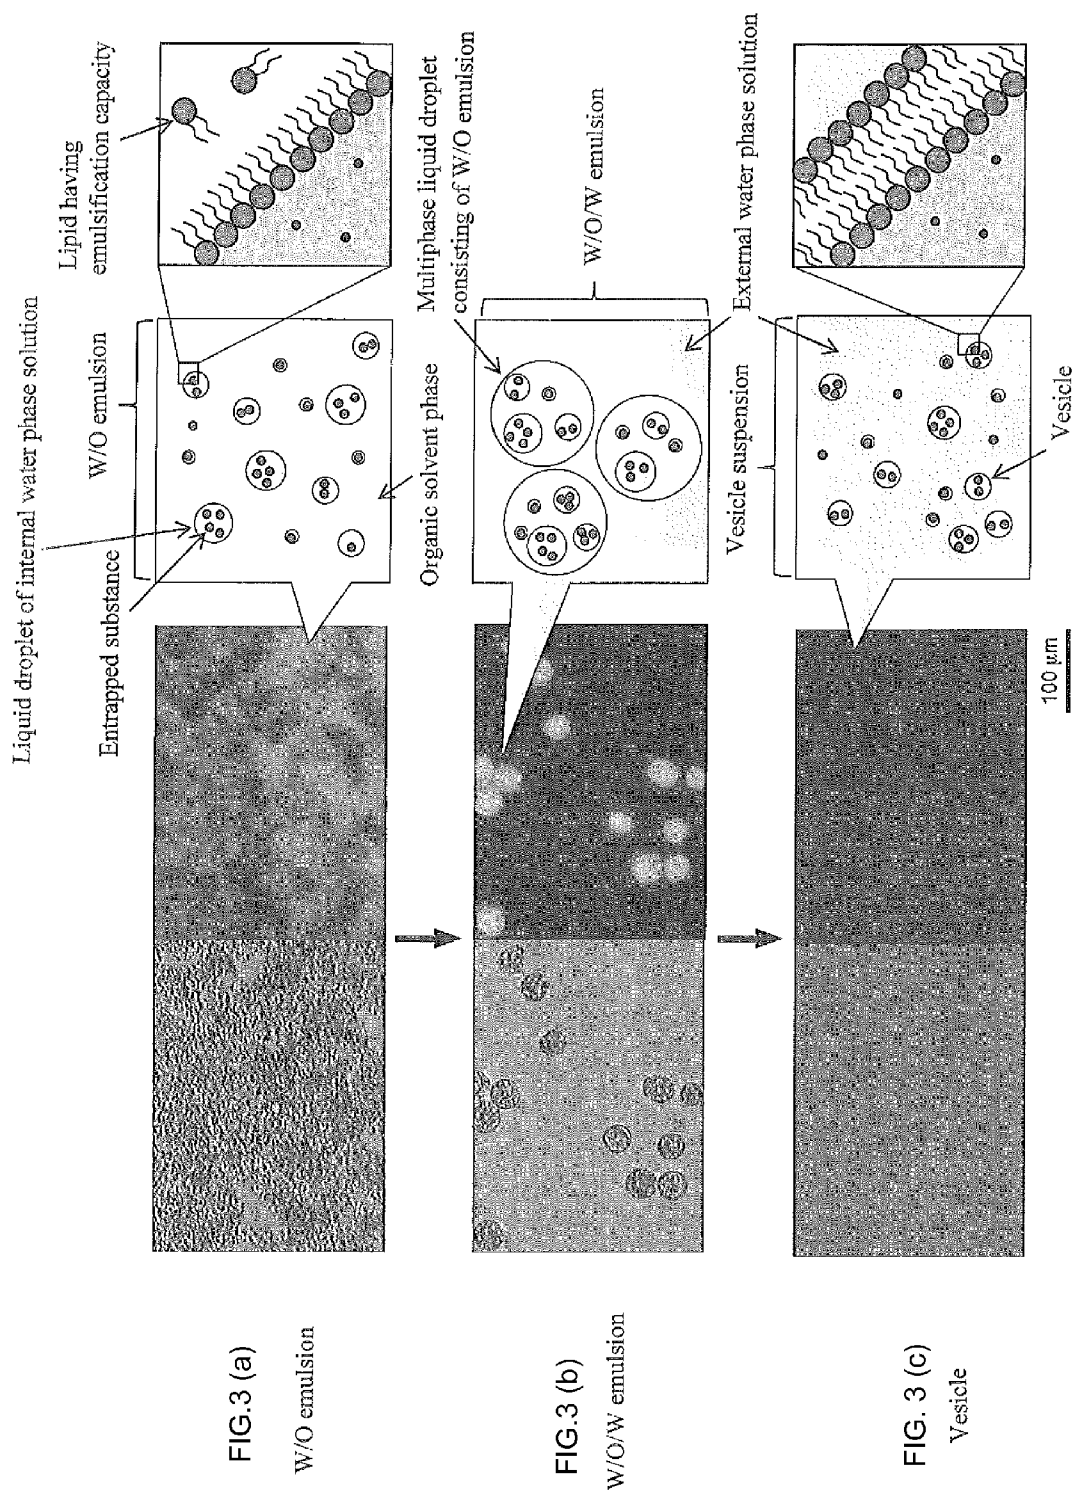 FIG.3 (a)
W/O emulsion
Liquid droplet of internal water phase solution
Entrapped substance
W/O emulsion
Lipid having
emulsification capacity
Organic solvent phase
FIG.3 (b)
W/O/W emulsion
Multiphase liquid droplet
consisting of W/O emulsion
W/O/W emulsion
External water phase solution
FIG. 3 (c)
Vesicle
Vesicle suspension
Vesicle
100 μm